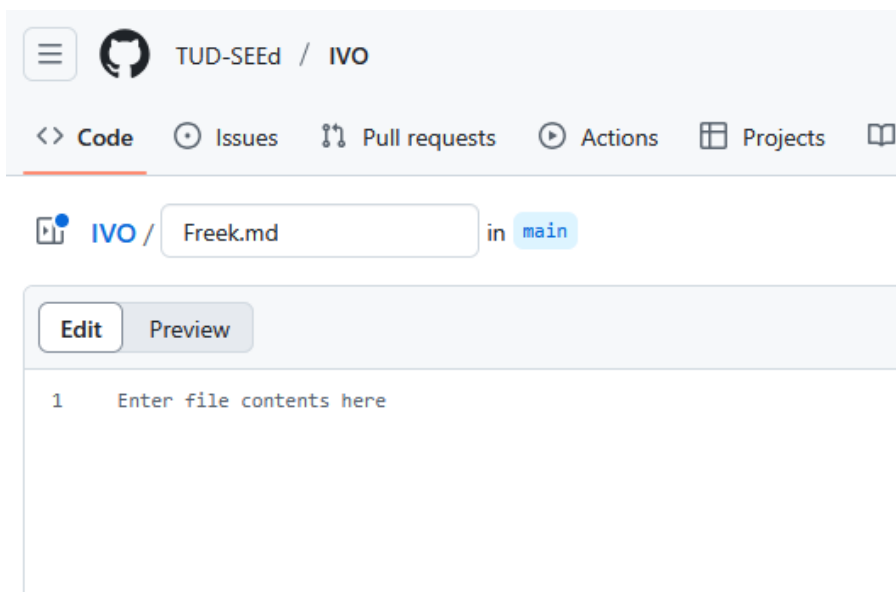 TUD-SEEd / IVO
Code Issues Pull requests Actions Projects
IVO / Freek.md in main
Edit Preview
1 Enter file contents here